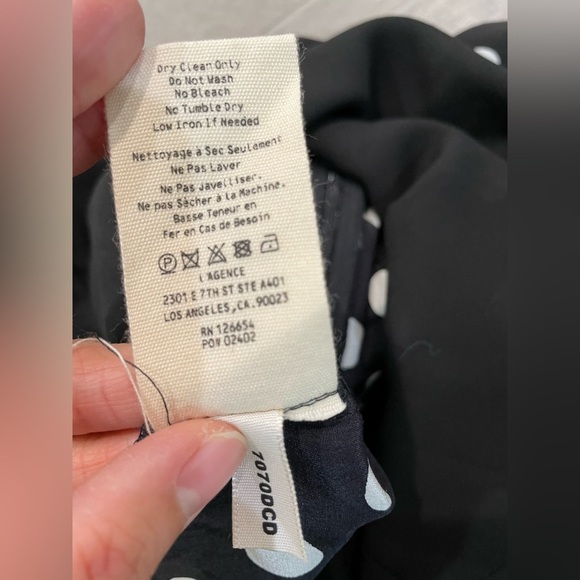 Dry Clean Only
Do Not Wash
No Bleach
No Tumble Dry
Low Iron If Needed
Nettoyage à Sec Seulement
Ne Pas Laver
Ne Pas Javelliser.
Ne pas Sècher à la Machine.
Basse Teneur en
Fer en Cas de Besoin
P
L'AGENCE
2301 E 7TH ST STE A401
LOS ANGELES, CA. 90023
RN 126654
PO# 02402
7070DCD